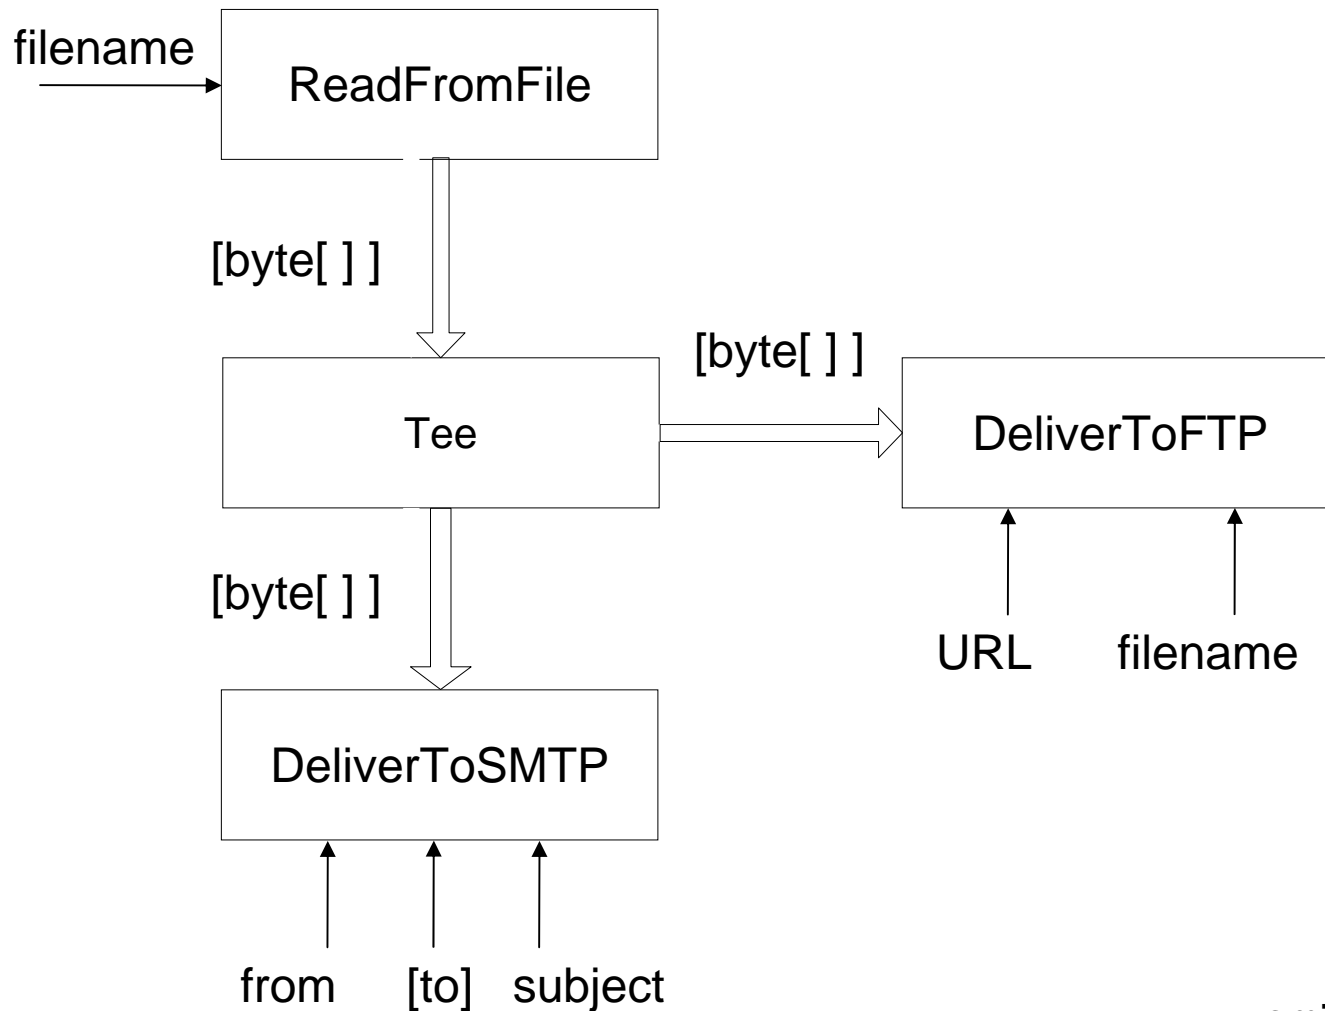 filename
ReadFromFile
[byte[ ] ]
[byte[ ] ]
Tee
DeliverToFTP
[byte[ ] ]
URL
filename
DeliverToSMTP
from
[to]
subject